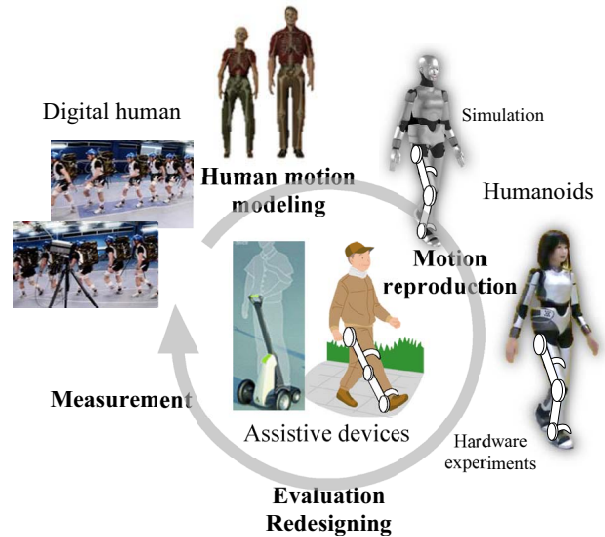 Digital human
Simulation
Human motion
modeling
Humanoids
Motion
reproduction
Measurement
Assistive devices
Hardware
experiments
Evaluation
Redesigning